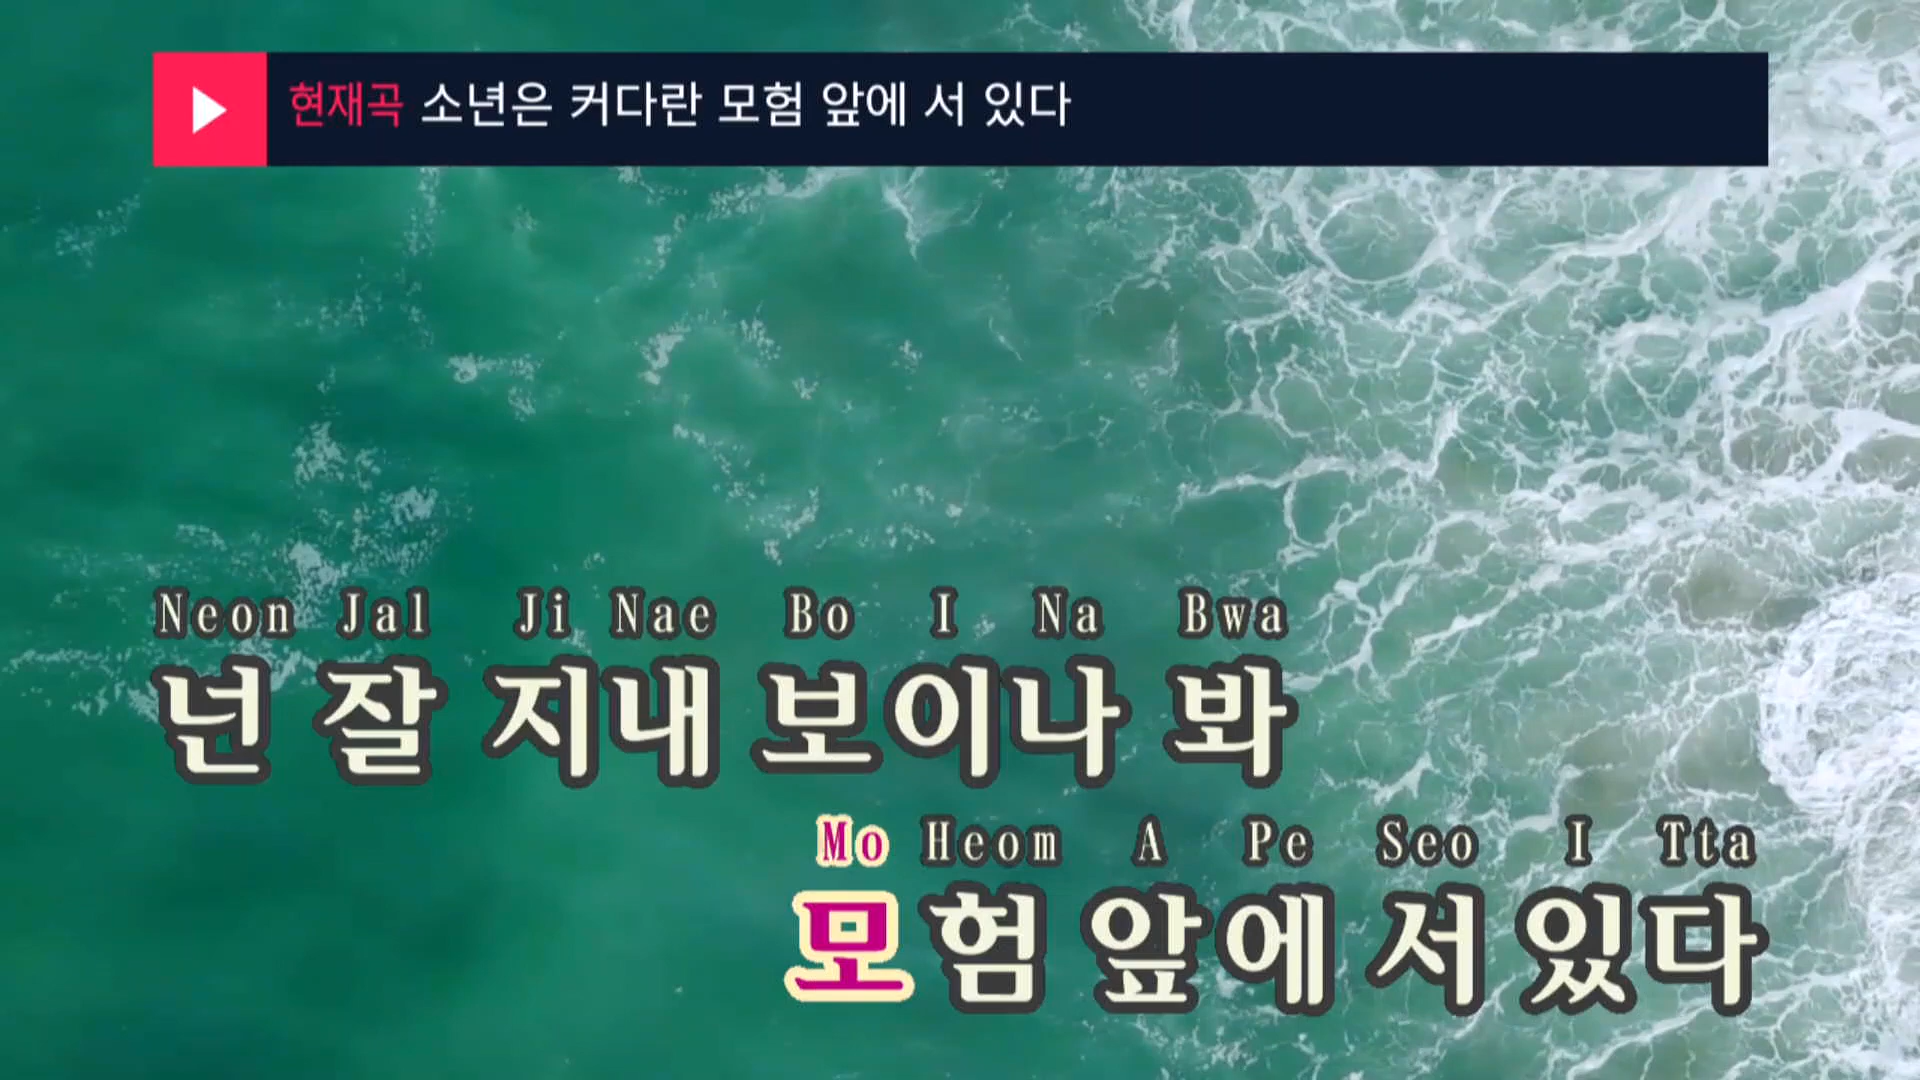 현재곡 소년은 커다란 모험 앞에 서 있다
Neon Jal Ji Nae Bo I Na Bwa
넌 잘 지내 보이나 봐
Mo Heom A Pe Seo I Tta
모험 앞에 서 있다